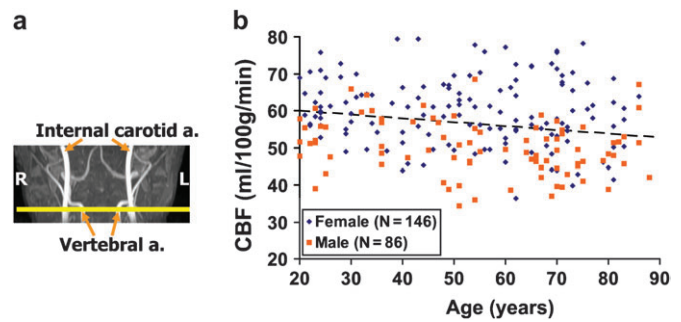 a
Internal carotid a.
R
L
Vertebral a.
b
CBF (ml/100g/min)
80
70
60
50
40
30
20
Female (N = 146)
Male (N = 86)
20 30 40 50 60 70 80 90
Age (years)